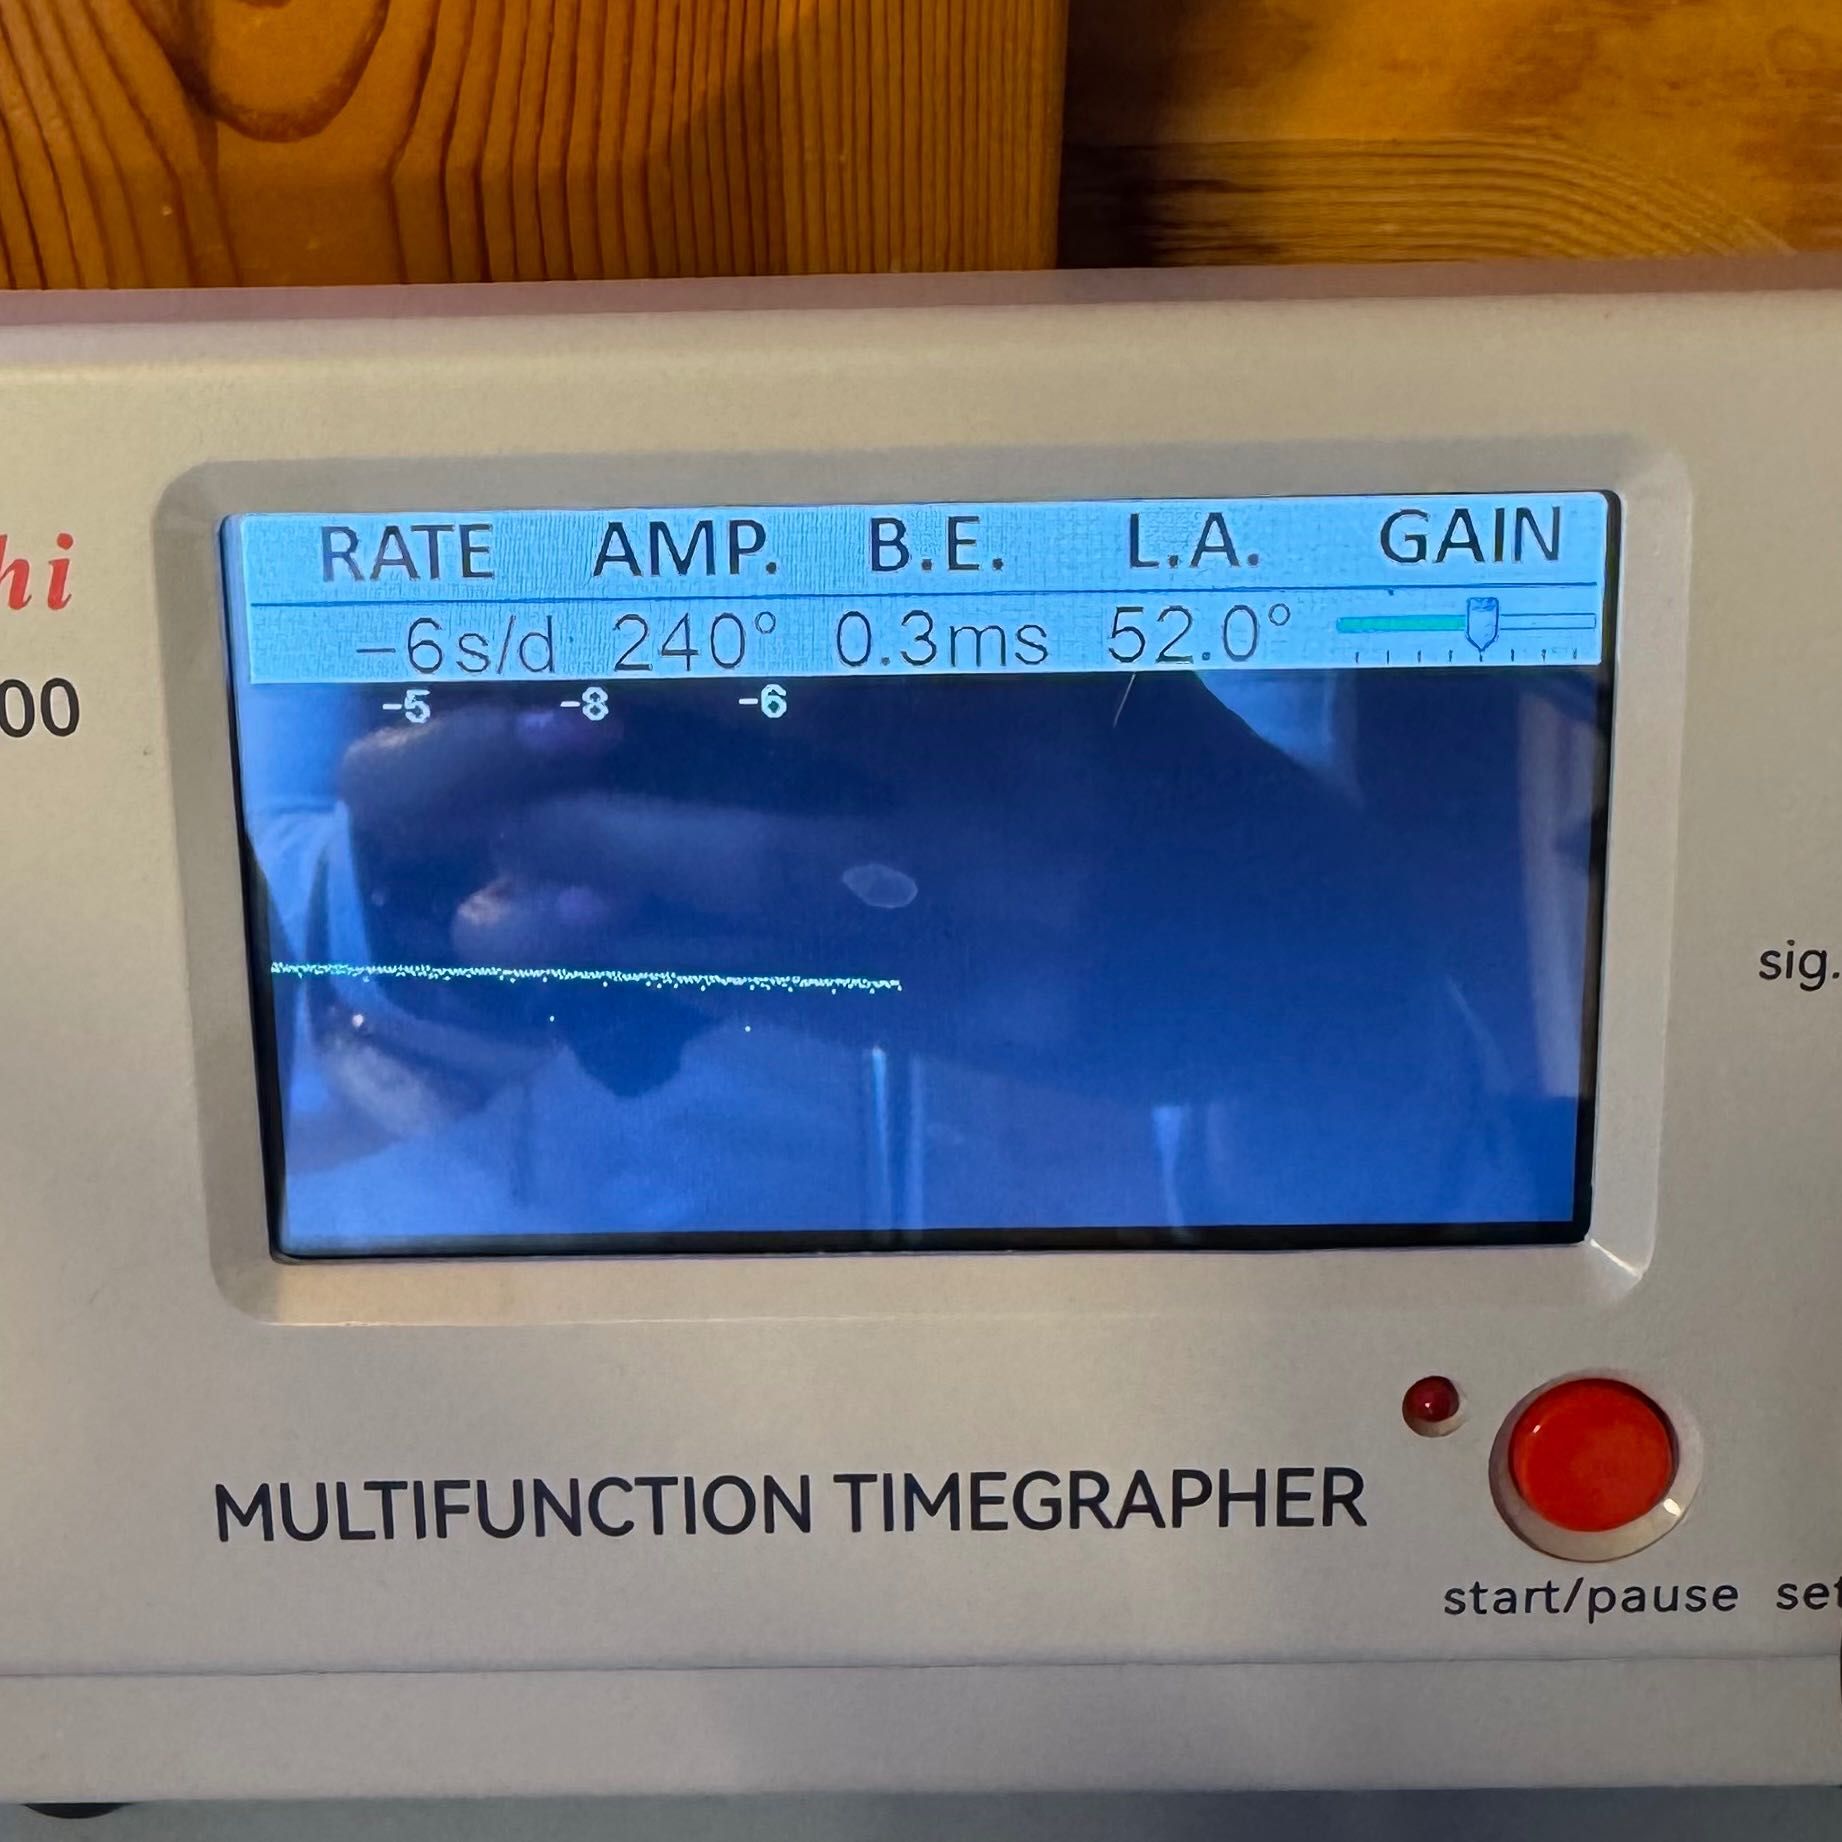 RATE AMP. B.E. L.A. GAIN
-6s/d 240° 0.3ms 52.0°
-5 -8 -6
hi
00
sig.
MULTIFUNCTION TIMEGRAPHER
start/pause set